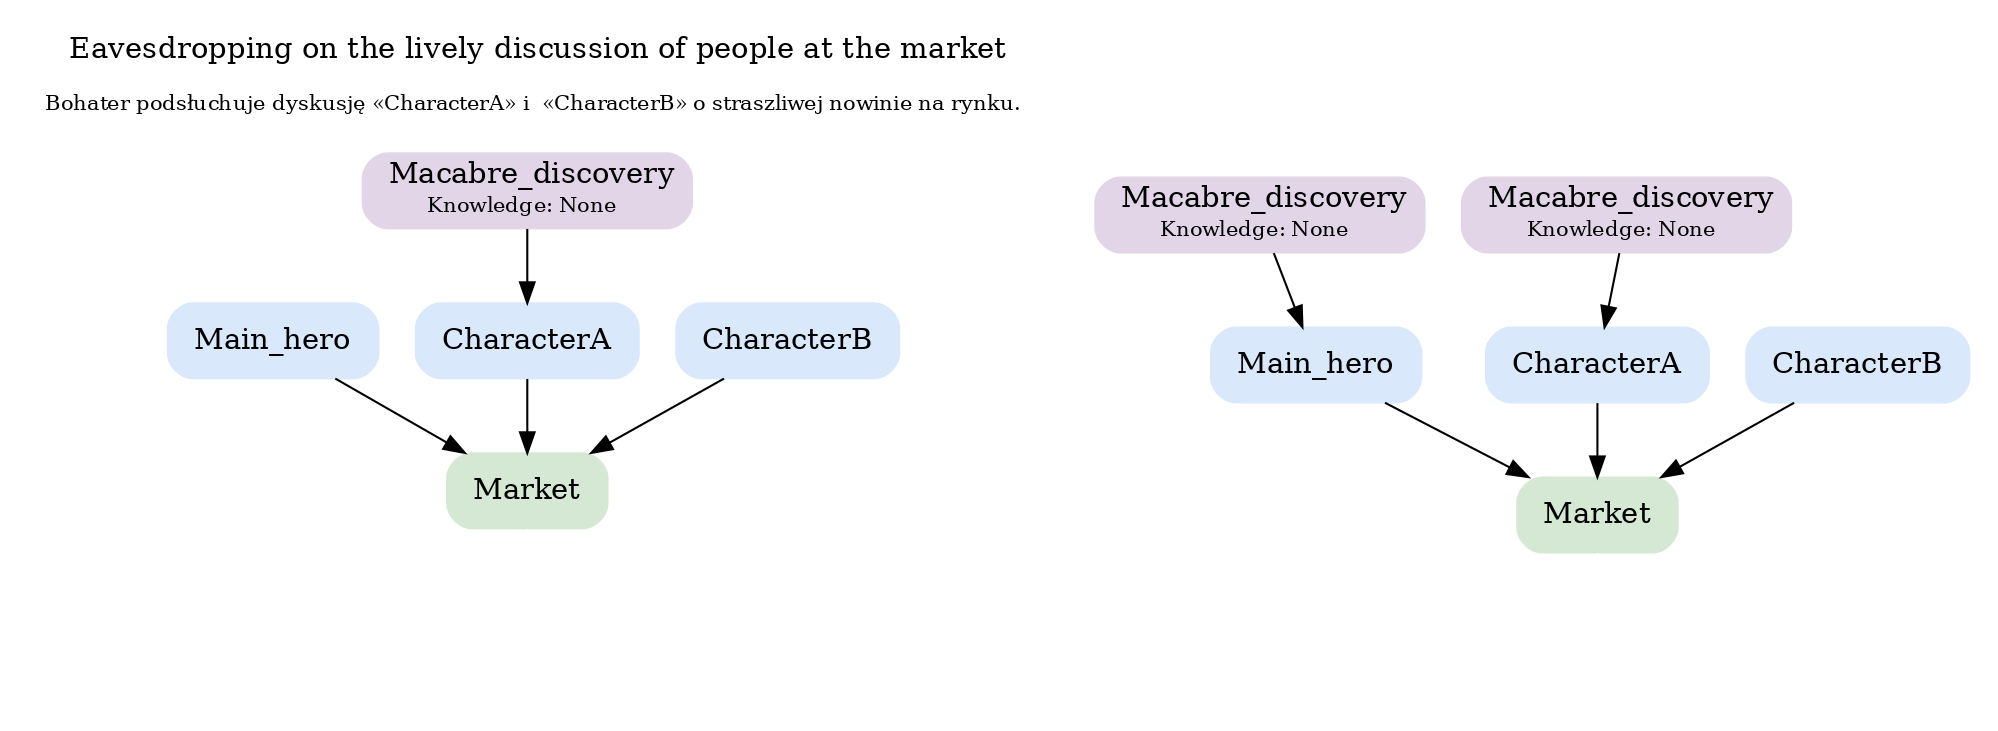 Eavesdropping on the lively discussion of people at the market
Bohater podsłuchuje dyskusję «CharacterA» i  «CharacterB» o straszliwej nowinie na rynku.
Macabre_discovery
Knowledge: None
Main_hero
CharacterA
CharacterB
Market
Macabre_discovery
Knowledge: None
Macabre_discovery
Knowledge: None
Main_hero
CharacterA
CharacterB
Market